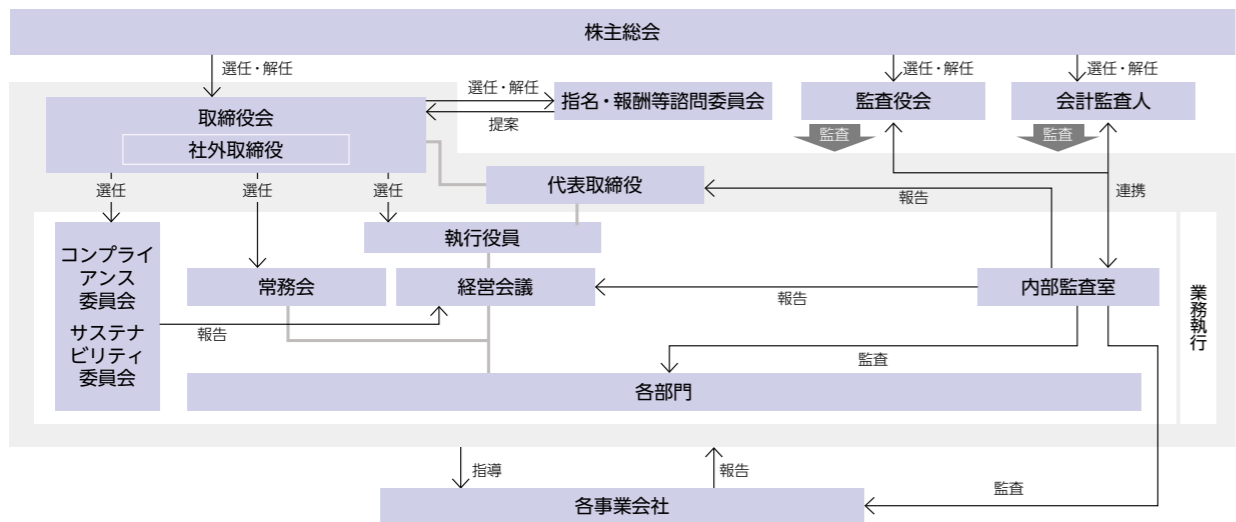 株主総会
選任・解任
選任・解任
選任・解任
選任・解任
提案
取締役会
社外取締役
指名・報酬等諮問委員会
監査役会
会計監査人
監査
監査
選任
選任
選任
代表取締役
報告
連携
コンプライ
アンス
委員会
サステナ
ビリティ
委員会
執行役員
常務会
経営会議
報告
内部監査室
業務執行
報告
監査
各部門
指導
報告
監査
各事業会社